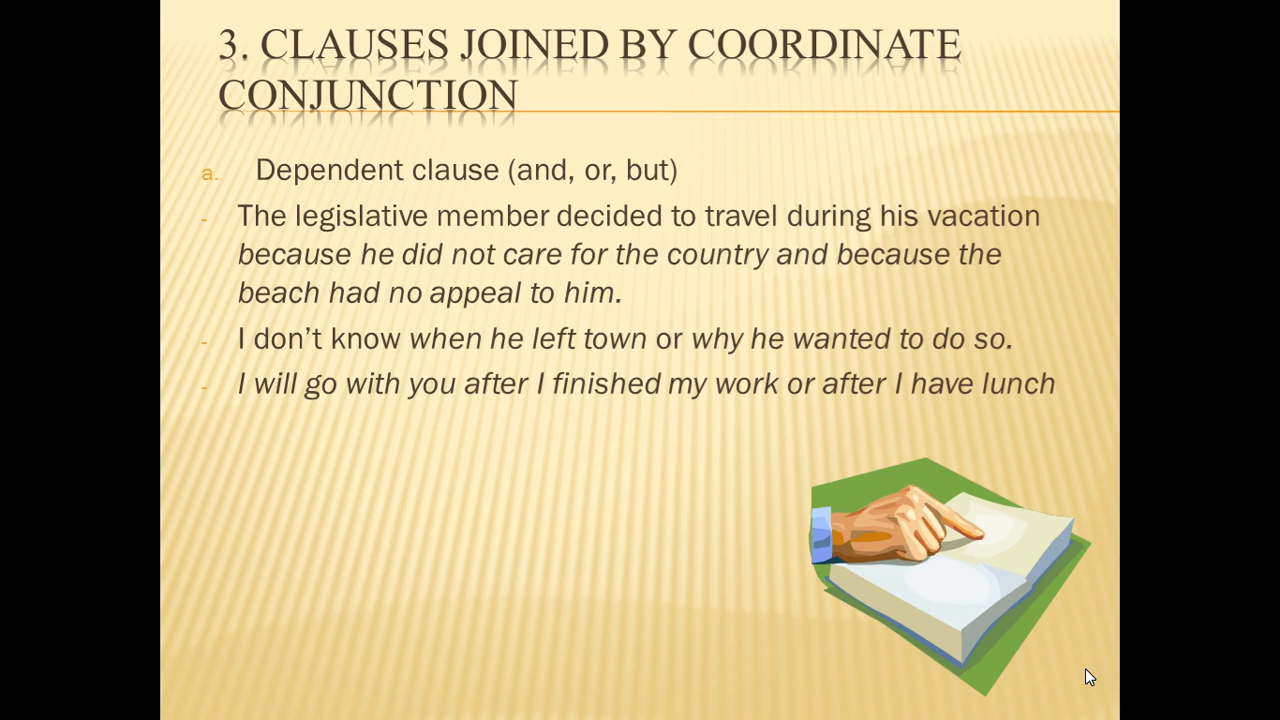 3. CLAUSES JOINED BY COORDINATE
CONJUNCTION
a. Dependent clause (and, or, but)
- The legislative member decided to travel during his vacation
because he did not care for the country and because the
beach had no appeal to him.
- I don’t know when he left town or why he wanted to do so.
- I will go with you after I finished my work or after I have lunch